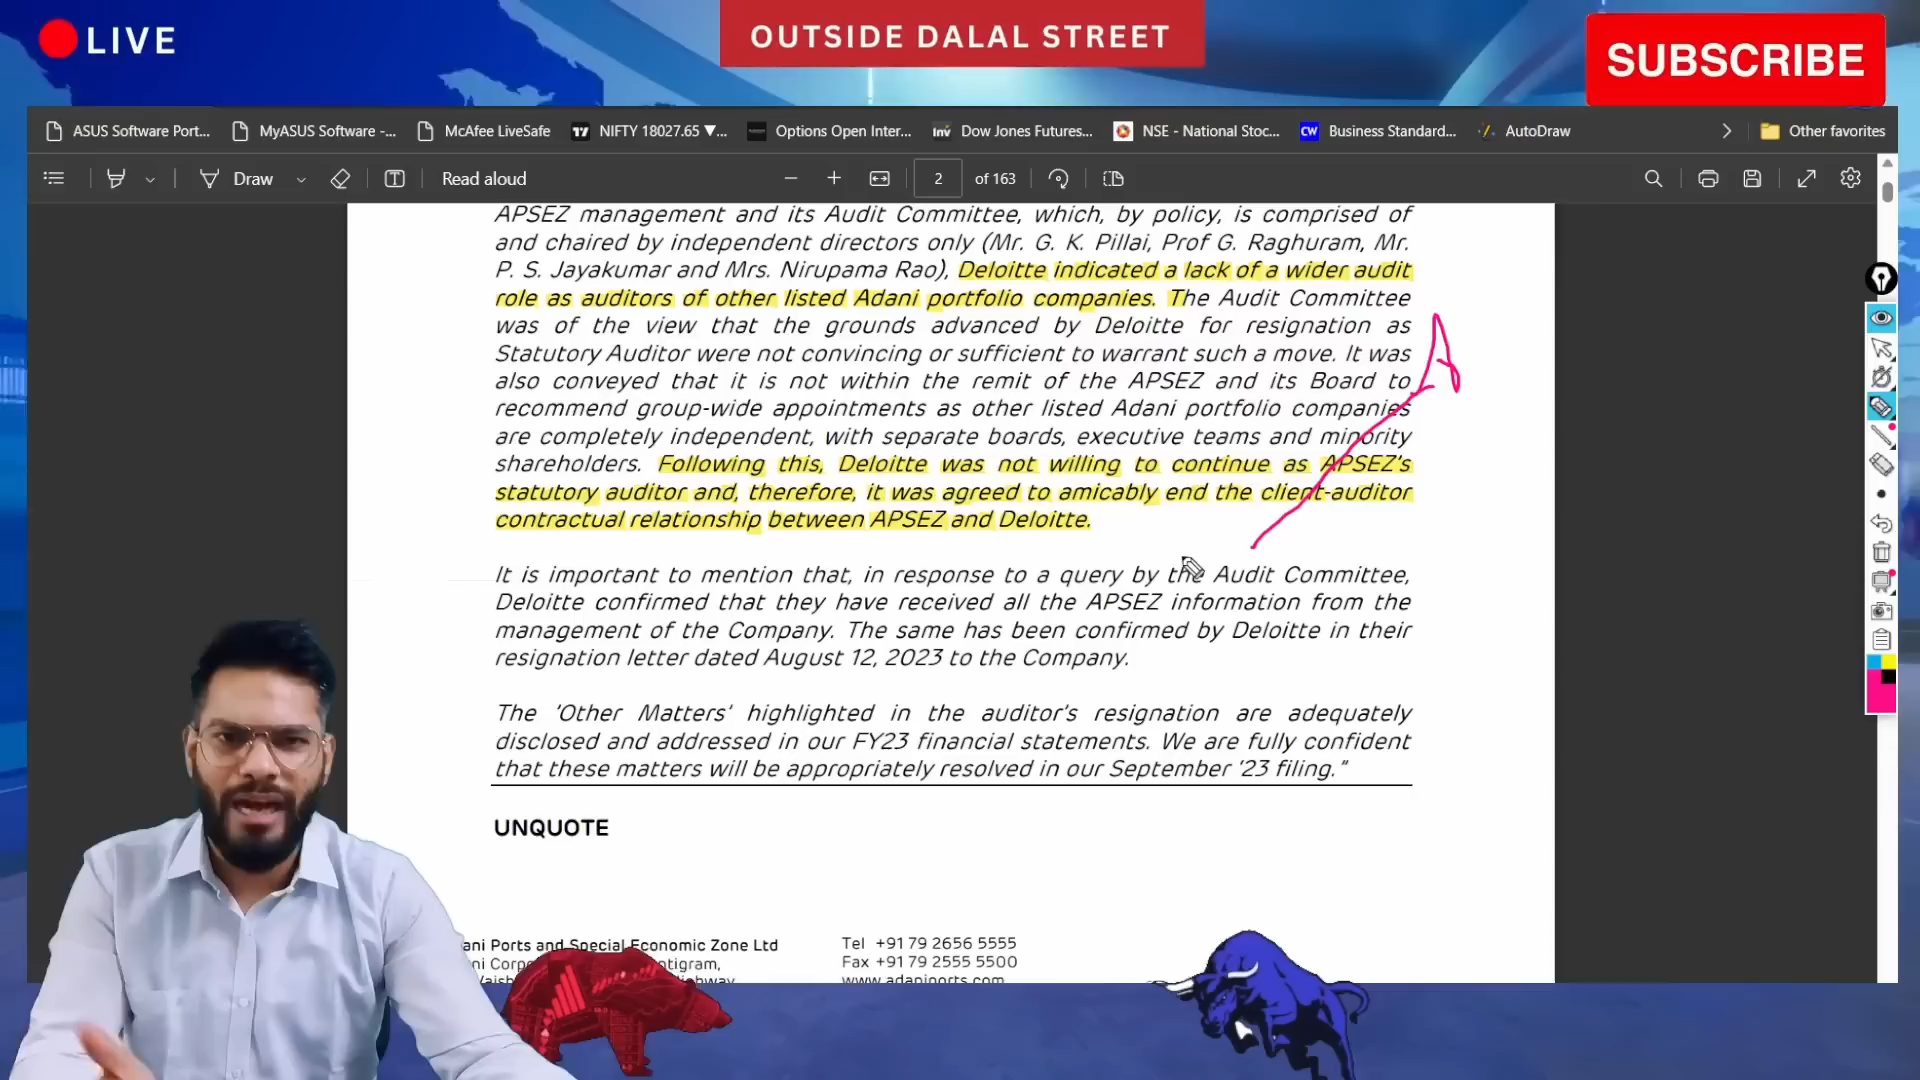 LIVE
OUTSIDE DALAL STREET
SUBSCRIBE
ASUS Software Port...
MyASUS Software -...
McAfee LiveSafe
NIFTY 18027.65 ▼...
Options Open Inter...
inv
Dow Jones Futures...
NSE - National Stoc...
CW
Business Standard...
AutoDraw
Other favorites
Draw
Read aloud
2
of 163
APSEZ management and its Audit Committee, which, by policy, is comprised of
and chaired by independent directors only (Mr. G. K. Pillai, Prof G. Raghuram, Mr.
P. S. Jayakumar and Mrs. Nirupama Rao), Deloitte indicated a lack of a wider audit
role as auditors of other listed Adani portfolio companies. The Audit Committee
was of the view that the grounds advanced by Deloitte for resignation as
Statutory Auditor were not convincing or sufficient to warrant such a move. It was
also conveyed that it is not within the remit of the APSEZ and its Board to
recommend group-wide appointments as other listed Adani portfolio companies
are completely independent, with separate boards, executive teams and minority
shareholders. Following this, Deloitte was not willing to continue as APSEZ's
statutory auditor and, therefore, it was agreed to amicably end the client-auditor
contractual relationship between APSEZ and Deloitte.
It is important to mention that, in response to a query by the Audit Committee,
Deloitte confirmed that they have received all the APSEZ information from the
management of the Company. The same has been confirmed by Deloitte in their
resignation letter dated August 12, 2023 to the Company.
The 'Other Matters' highlighted in the auditor's resignation are adequately
disclosed and addressed in our FY23 financial statements. We are fully confident
that these matters will be appropriately resolved in our September '23 filing."
UNQUOTE
ani Ports and Special Economic Zone Ltd
Tel +91 79 2656 5555
Fax +91 79 2555 5500
www.adaniports.com